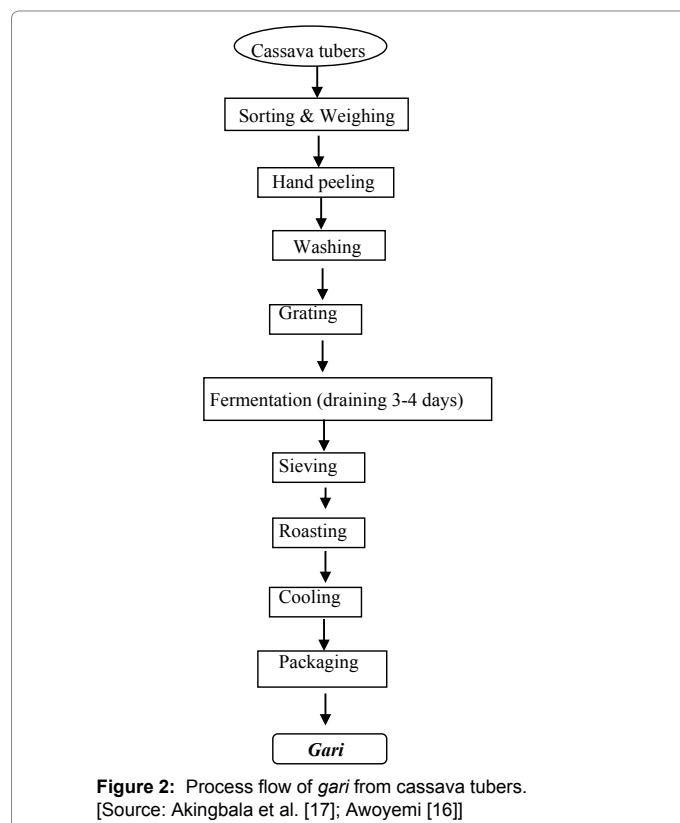 Cassava tubers
Sorting & Weighing
Hand peeling
Washing
Grating
Fermentation (draining 3-4 days)
Sieving
Roasting
Cooling
Packaging
Gari
Figure 2: Process flow of gari from cassava tubers.
[Source: Akingbala et al. [17]; Awoyemi [16]]